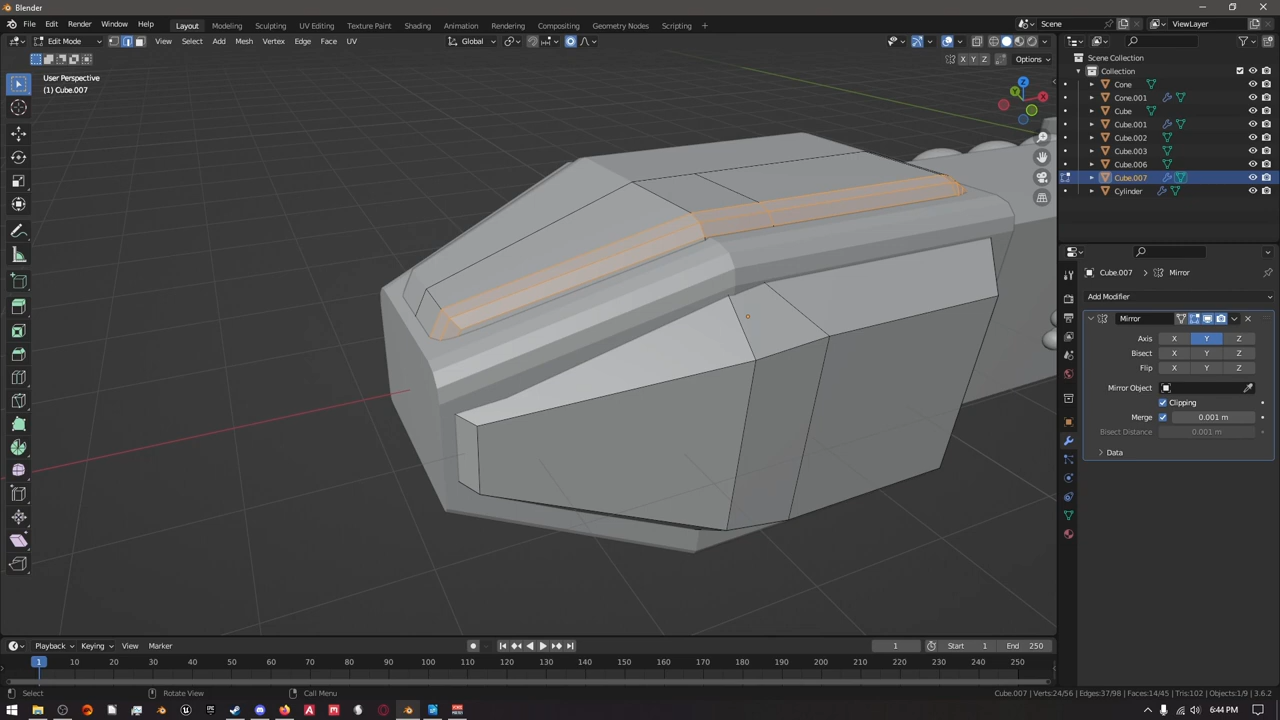 Blender
File Edit Render Window Help Layout Modeling Sculpting UV Editing Texture Paint Shading Animation Rendering Compositing Geometry Nodes Scripting + Scene ViewLayer
Edit Mode View Select Add Mesh Vertex Edge Face UV Global
X Y Z Options
User Perspective
(1) Cube.007
Z
Y
X
Scene Collection
Collection
Cone
Cone.001
Cube
Cube.001
Cube.002
Cube.003
Cube.006
Cube.007
Cylinder
Cube.007 Mirror
Add Modifier
Mirror
Axis X Y Z
Bisect X Y Z
Flip X Y Z
Mirror Object
Clipping
Merge 0.001 m
Bisect Distance 0.001 m
Data
Playback Keying View Marker 1 Start 1 End 250
1 10 20 30 40 50 60 70 80 90 100 110 120 130 140 150 160 170 180 190 200 210 220 230 240 250
Select Rotate View Call Menu Cube.007 | Verts:24/56 | Edges:37/98 | Faces:14/45 | Tris:102 | Objects:1/9 | 3.6.2
6:44 PM